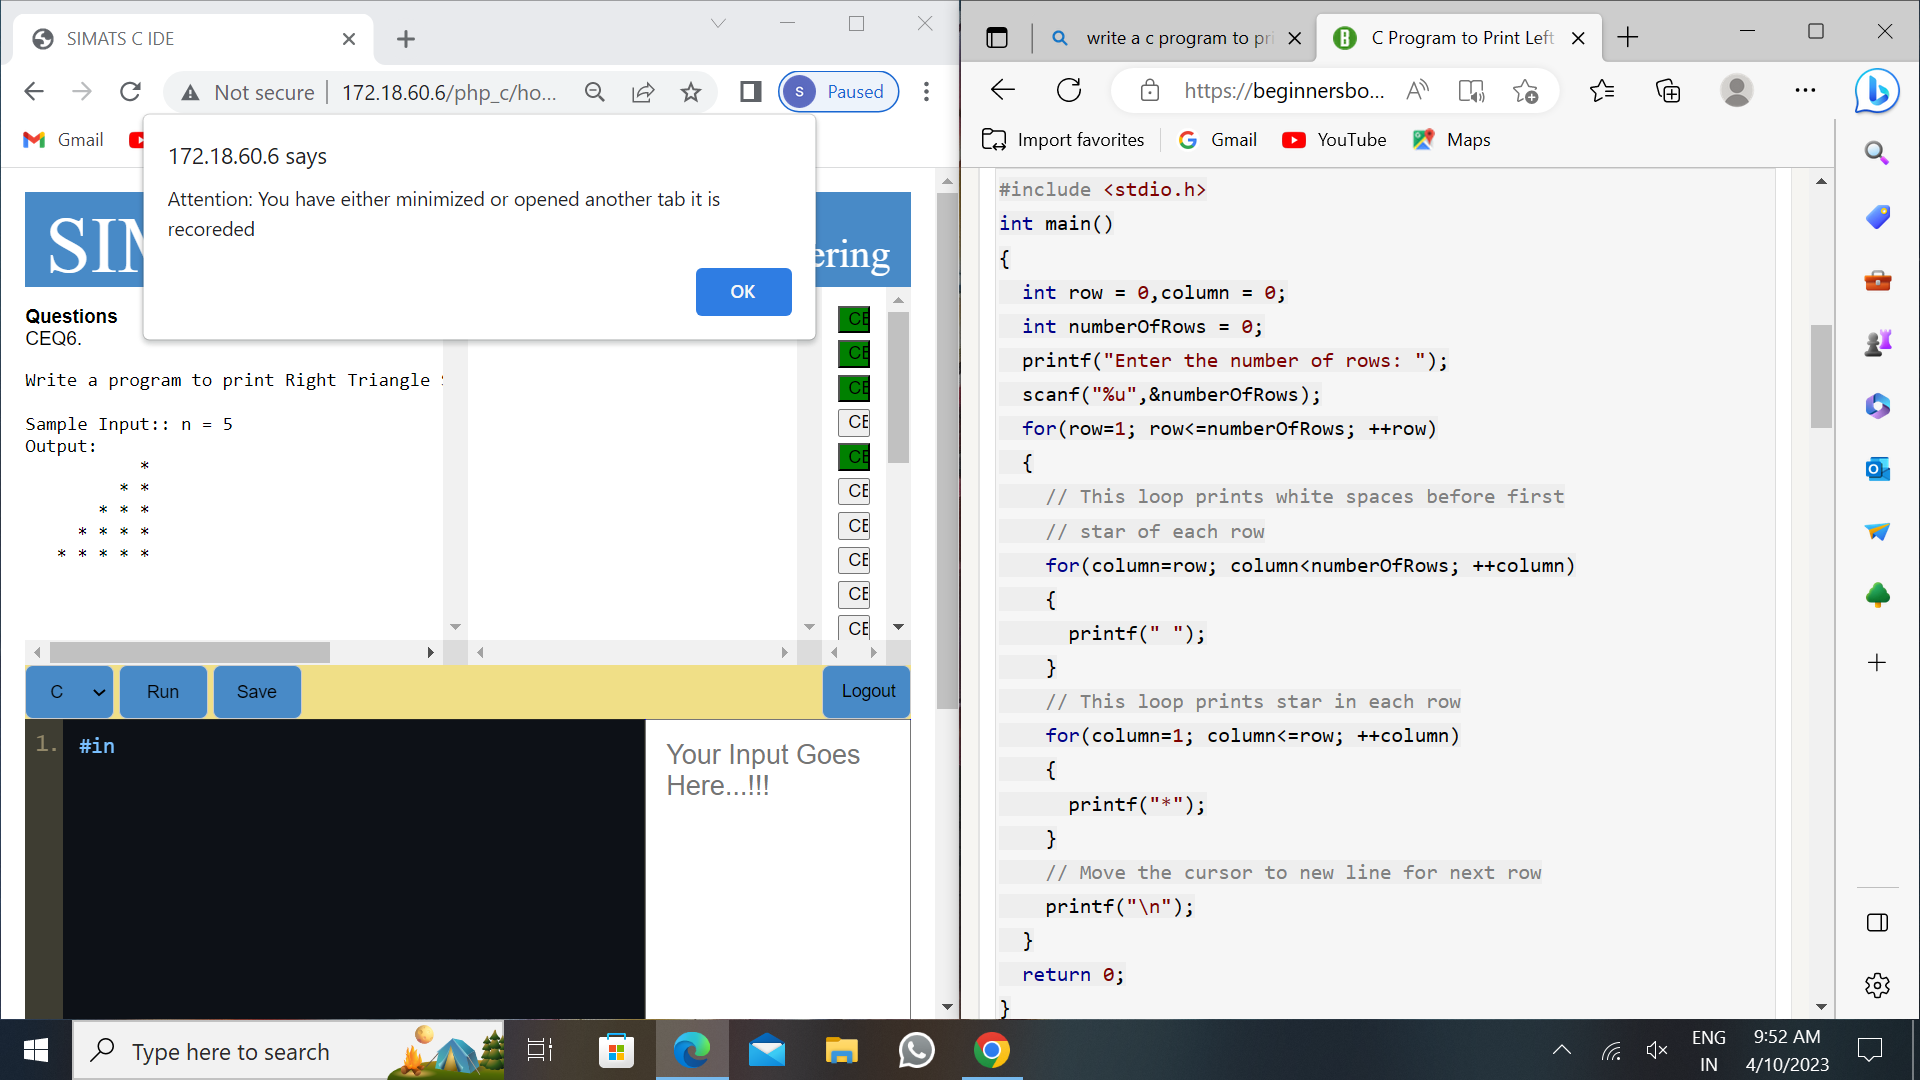 SIMATS C IDE
Not secure
172.18.60.6/php_c/ho...
S
Paused
Gmail
172.18.60.6 says
Attention: You have either minimized or opened another tab it is
recoreded
OK
SIM
ering
Questions
CEQ6.
Write a program to print Right Triangle
Sample Input:: n = 5
Output:
*
* *
* * *
* * * *
* * * * *
CE
CE
CE
CE
CE
CE
CE
CE
CE
CE
C
Run
Save
Logout
1.
#in
Your Input Goes
Here...!!!
write a c program to pri
C Program to Print Left
https://beginnersbo...
Import favorites
Gmail
YouTube
Maps
#include <stdio.h>
int main()
{
int row = 0,column = 0;
int numberOfRows = 0;
printf("Enter the number of rows: ");
scanf("%u",&numberOfRows);
for(row=1; row<=numberOfRows; ++row)
{
// This loop prints white spaces before first
// star of each row
for(column=row; column<numberOfRows; ++column)
{
printf(" ");
}
// This loop prints star in each row
for(column=1; column<=row; ++column)
{
printf("*");
}
// Move the cursor to new line for next row
printf("\n");
}
return 0;
}
Type here to search
ENG
IN
9:52 AM
4/10/2023